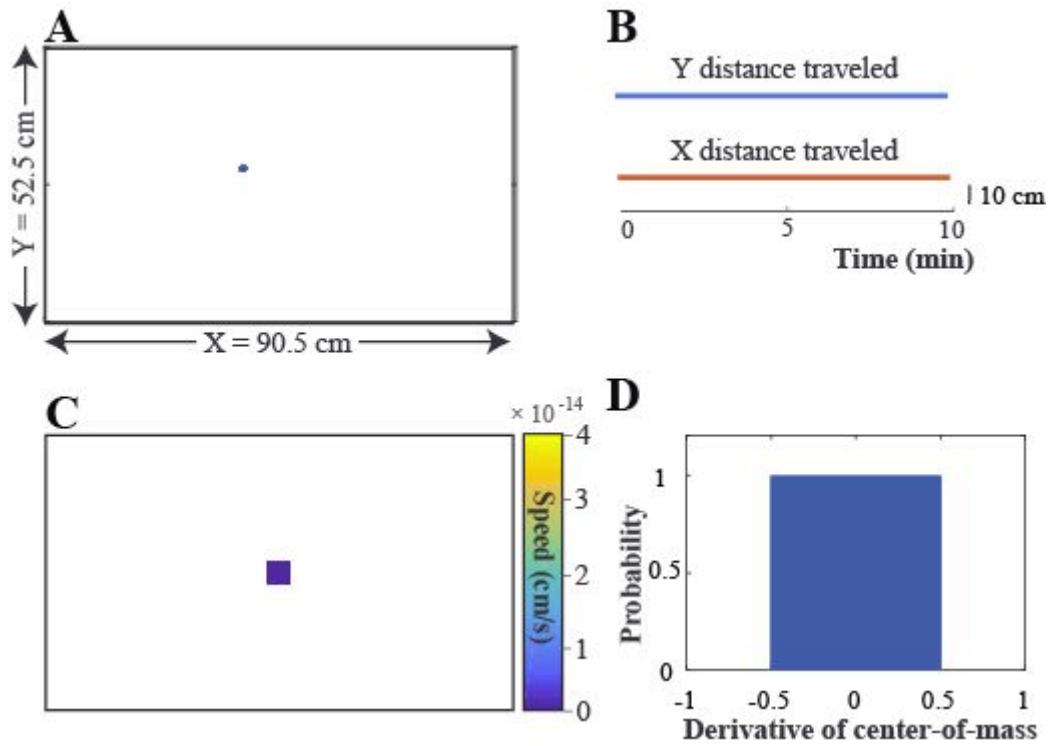 A
Y = 52.5 cm
X = 90.5 cm
B
Y distance traveled
X distance traveled
10 cm
0 5 10
Time (min)
C
× 10-14
4
3
2
1
0
Speed (cm/s)
D
Probability
1
0.5
0
-1 -0.5 0 0.5 1
Derivative of center-of-mass